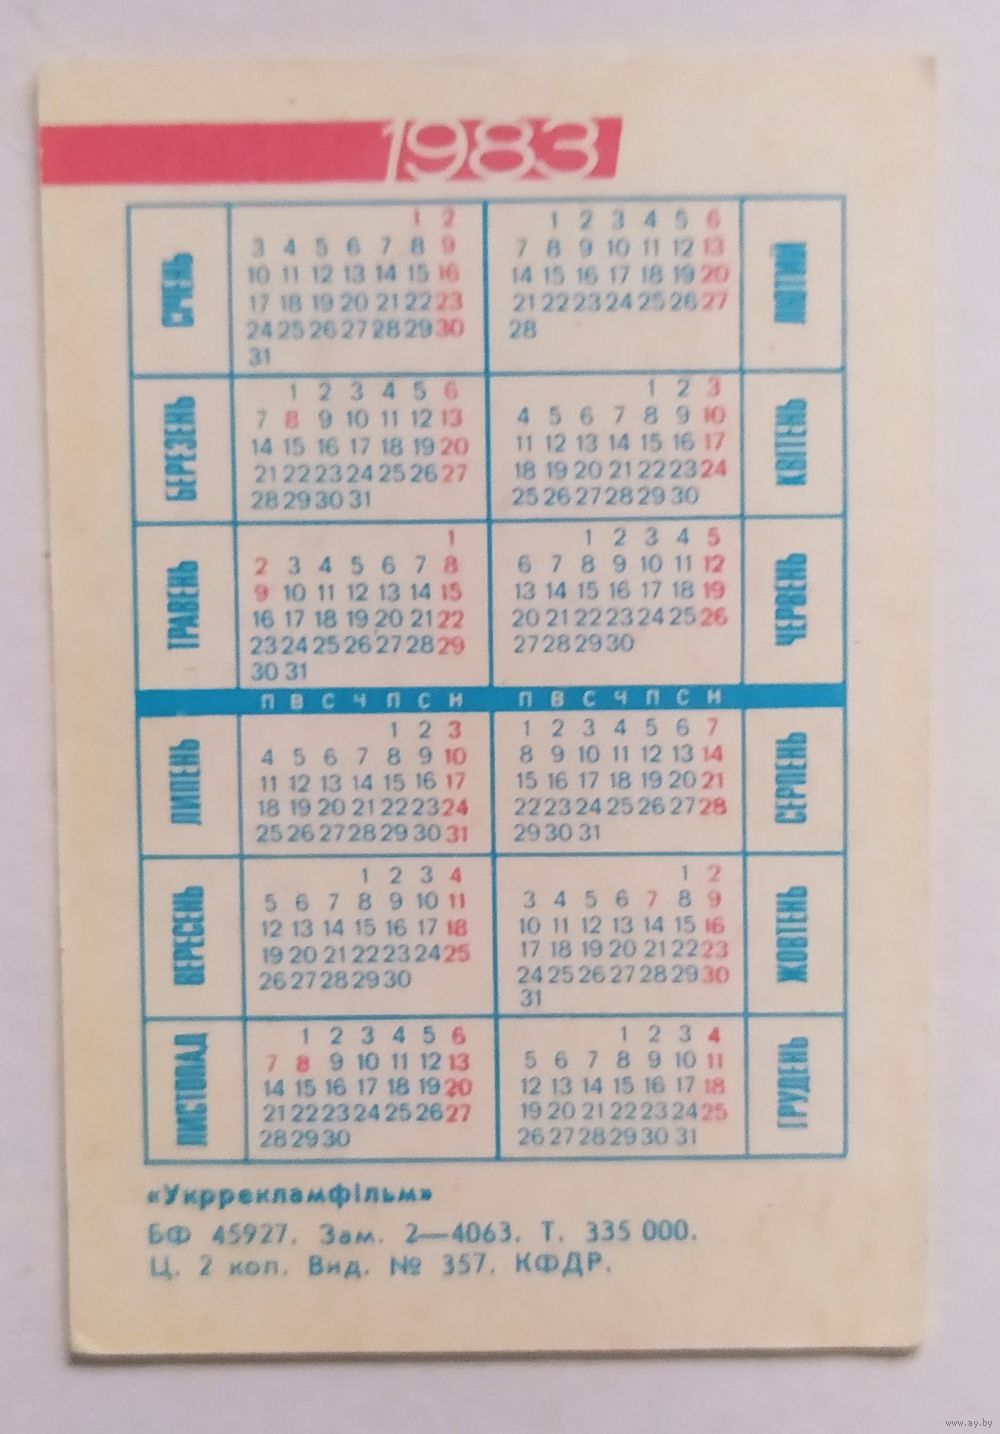 1983
СІЧЕНЬ
1 2
3 4 5 6 7 8 9
10 11 12 13 14 15 16
17 18 19 20 21 22 23
24 25 26 27 28 29 30
31
ЛЮТИЙ
1 2 3 4 5 6
7 8 9 10 11 12 13
14 15 16 17 18 19 20
21 22 23 24 25 26 27
28
БЕРЕЗЕНЬ
1 2 3 4 5 6
7 8 9 10 11 12 13
14 15 16 17 18 19 20
21 22 23 24 25 26 27
28 29 30 31
КВІТЕНЬ
1 2 3
4 5 6 7 8 9 10
11 12 13 14 15 16 17
18 19 20 21 22 23 24
25 26 27 28 29 30
ТРАВЕНЬ
1
2 3 4 5 6 7 8
9 10 11 12 13 14 15
16 17 18 19 20 21 22
23 24 25 26 27 28 29
30 31
ЧЕРВЕНЬ
1 2 3 4 5
6 7 8 9 10 11 12
13 14 15 16 17 18 19
20 21 22 23 24 25 26
27 28 29 30
П В С Ч П С Н П В С Ч П С Н
ЛИПЕНЬ
1 2 3
4 5 6 7 8 9 10
11 12 13 14 15 16 17
18 19 20 21 22 23 24
25 26 27 28 29 30 31
СЕРПЕНЬ
1 2 3 4 5 6 7
8 9 10 11 12 13 14
15 16 17 18 19 20 21
22 23 24 25 26 27 28
29 30 31
ВЕРЕСЕНЬ
1 2 3 4
5 6 7 8 9 10 11
12 13 14 15 16 17 18
19 20 21 22 23 24 25
26 27 28 29 30
ЖОВТЕНЬ
1 2
3 4 5 6 7 8 9
10 11 12 13 14 15 16
17 18 19 20 21 22 23
24 25 26 27 28 29 30
31
ЛИСТОПАД
1 2 3 4 5 6
7 8 9 10 11 12 13
14 15 16 17 18 19 20
21 22 23 24 25 26 27
28 29 30
ГРУДЕНЬ
1 2 3 4
5 6 7 8 9 10 11
12 13 14 15 16 17 18
19 20 21 22 23 24 25
26 27 28 29 30 31
«Укррекламфільм»
БФ 45927. Зам. 2—4063. Т. 335 000.
Ц. 2 коп. Вид. № 357. КФДР.
www.ay.by